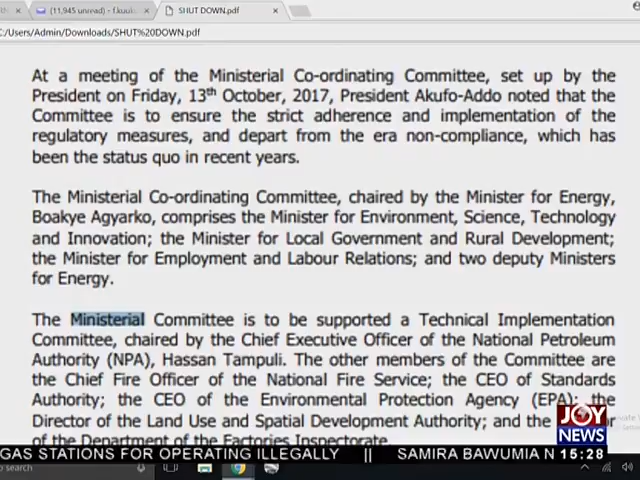 (11,945 unread) - f.kuuku
SHUT DOWN.pdf
C:/Users/Admin/Downloads/SHUT%20DOWN.pdf
At a meeting of the Ministerial Co-ordinating Committee, set up by the
President on Friday, 13th October, 2017, President Akufo-Addo noted that the
Committee is to ensure the strict adherence and implementation of the
regulatory measures, and depart from the era non-compliance, which has
been the status quo in recent years.
The Ministerial Co-ordinating Committee, chaired by the Minister for Energy,
Boakye Agyarko, comprises the Minister for Environment, Science, Technology
and Innovation; the Minister for Local Government and Rural Development;
the Minister for Employment and Labour Relations; and two deputy Ministers
for Energy.
The Ministerial Committee is to be supported a Technical Implementation
Committee, chaired by the Chief Executive Officer of the National Petroleum
Authority (NPA), Hassan Tampuli. The other members of the Committee are
the Chief Fire Officer of the National Fire Service; the CEO of Standards
Authority; the CEO of the Environmental Protection Agency (EPA); the
Director of the Land Use and Spatial Development Authority; and the
of the Department of the Factories Inspectorate
JOY
NEWS
GAS STATIONS FOR OPERATING ILLEGALLY || SAMIRA BAWUMIA N 15:28
search